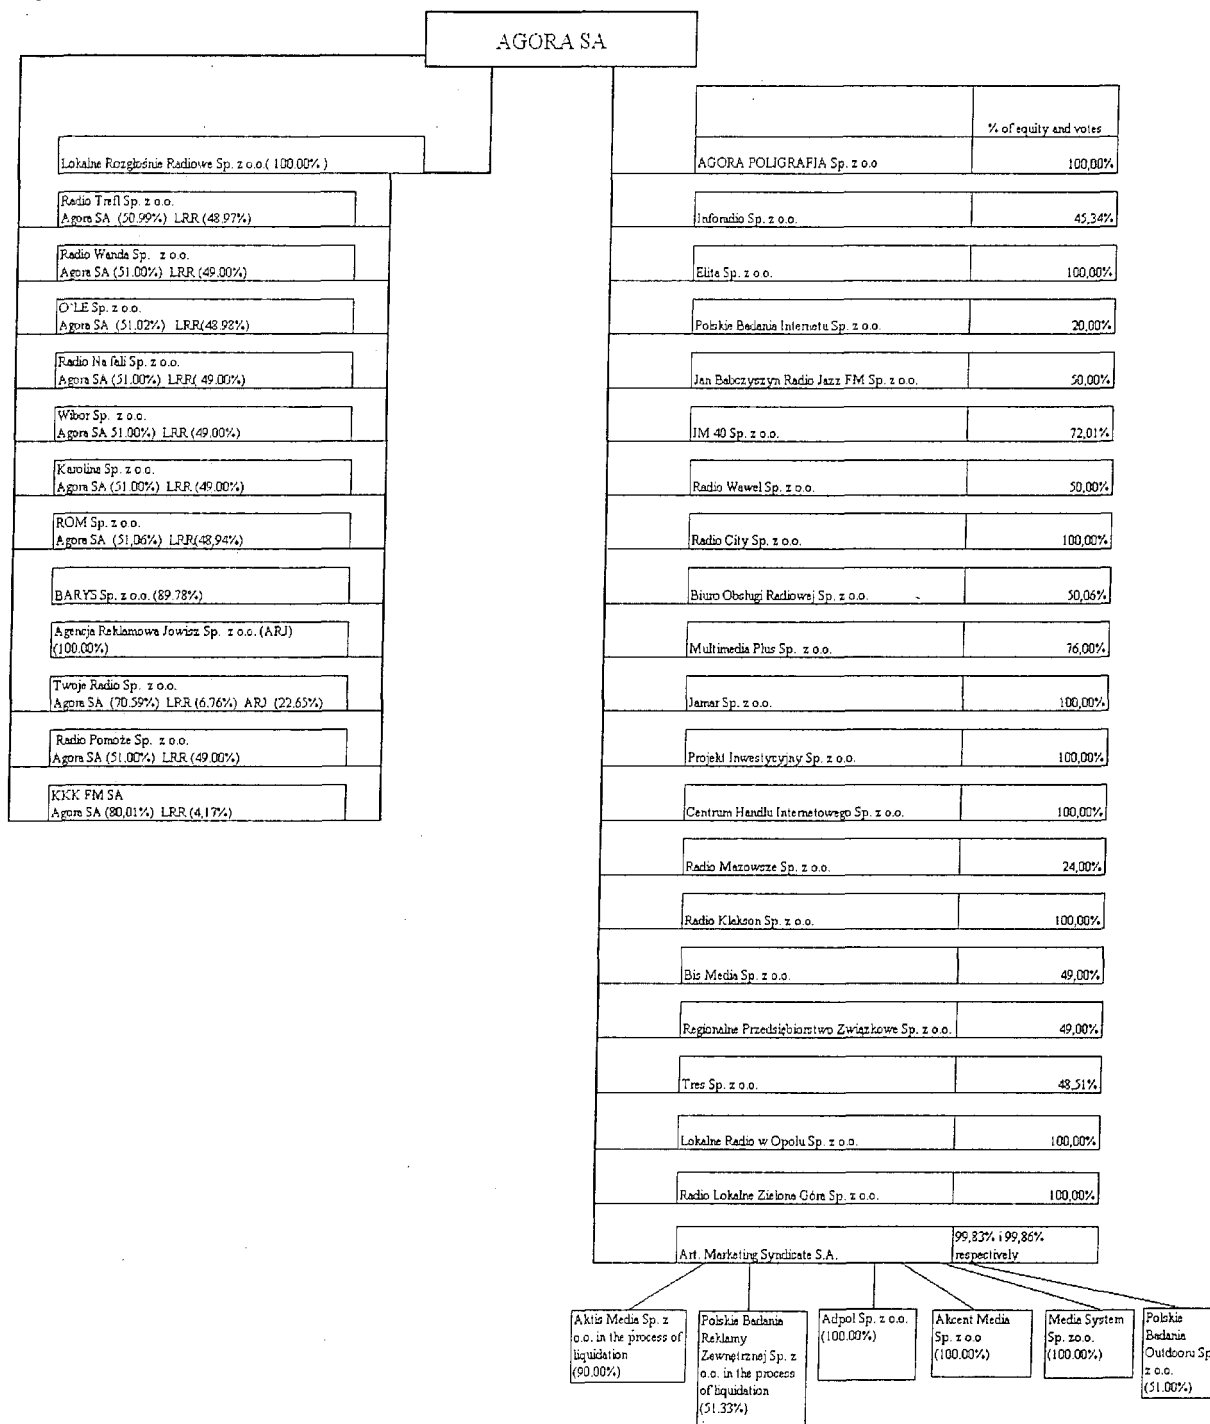 AGORA SA
Lokalne Rozgłośnie Radiowe Sp. z o.o.( 100.00% )
Radio Trefl Sp. z o.o.
Agora SA (50.99%) LRR (48.97%)
Radio Wanda Sp. z o.o.
Agora SA (51.00%) LRR (49.00%)
O`LE Sp. z o.o.
Agora SA (51.02%) LRR(48.98%)
Radio Na fali Sp. z o.o.
Agora SA (51.00%) LRR( 49.00%)
Wibor Sp. z o.o.
Agora SA 51.00%) LRR (49.00%)
Karolina Sp. z o.o.
Agora SA (51.00%) LRR (49.00%)
ROM Sp. z o.o.
Agora SA (51,06%) LRR(48,94%)
BARYS Sp. z o.o. (89.78%)
Agencja Reklamowa Jowisz Sp. z o.o. (ARJ)
(100.00%)
Twoje Radio Sp. z o.o.
Agora SA (70.59%) LRR (6.76%) ARJ (22.65%)
Radio Pomoże Sp. z o.o.
Agora SA (51.00%) LRR (49.00%)
KKK FM SA
Agora SA (80,01%) LRR (4,17%)
% of equity and votes
AGORA POLIGRAFIA Sp. z o.o 100,00%
Inforadio Sp. z o.o. 45,34%
Elita Sp. z o.o. 100,00%
Polskie Badania Internetu Sp. z o.o. 20,00%
Jan Babczyszyn Radio Jazz FM Sp. z o.o. 50,00%
IM 40 Sp. z o.o. 72,01%
Radio Wawel Sp. z o.o. 50,00%
Radio City Sp. z o.o. 100,00%
Biuro Obsługi Radiowej Sp. z o.o. 50,06%
Multimedia Plus Sp. z o.o. 76,00%
Jamar Sp. z o.o. 100,00%
Projekt Inwestycyjny Sp. z o.o. 100,00%
Centrum Handlu Internetowego Sp. z o.o. 100,00%
Radio Mazowsze Sp. z o.o. 24,00%
Radio Klakson Sp. z o.o. 100,00%
Bis Media Sp. z o.o. 49,00%
Regionalne Przedsiębiorstwo Związkowe Sp. z o.o. 49,00%
Tres Sp. z o.o. 48,51%
Lokalne Radio w Opolu Sp. z o.o. 100,00%
Radio Lokalne Zielona Góra Sp. z o.o. 100,00%
99,83% i 99,86%
Art. Marketing Syndicate S.A. respectively
Aktis Media Sp. z
o.o. in the process of
liquidation
(90.00%)
Polskie Badania
Reklamy
Zewnętrznej Sp. z
o.o. in the process
of liquidation
(51.33%)
Adpol Sp. z o.o.
(100.00%)
Akcent Media
Sp. z o.o
(100.00%)
Media System
Sp. zo.o.
(100.00%)
Polskie
Badania
Outdooru Sp
z o.o.
(51.00%)